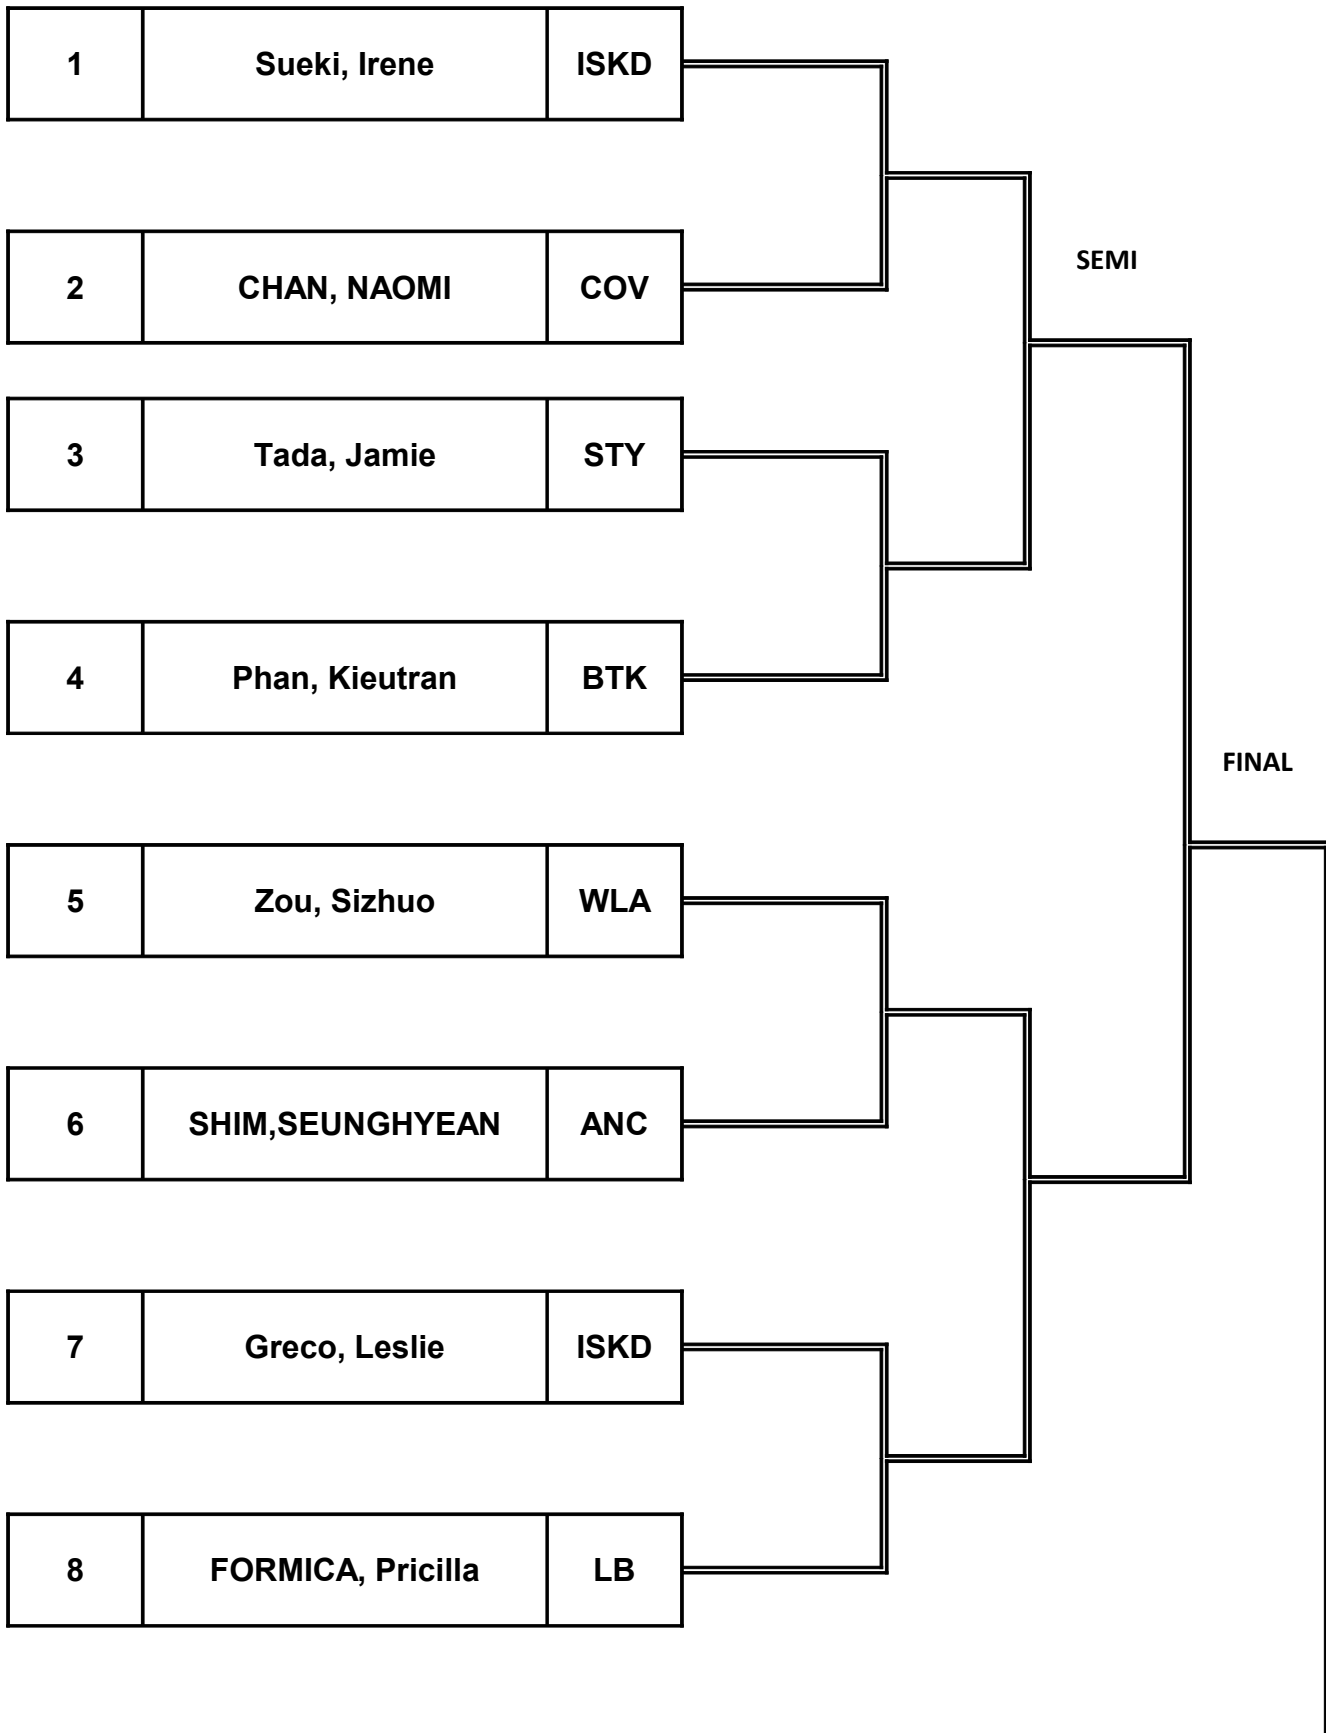 1 Sueki, Irene ISKD
SEMI
2 CHAN, NAOMI COV
3 Tada, Jamie STY
4 Phan, Kieutran BTK
FINAL
5 Zou, Sizhuo WLA
6 SHIM,SEUNGHYEAN ANC
7 Greco, Leslie ISKD
8 FORMICA, Pricilla LB